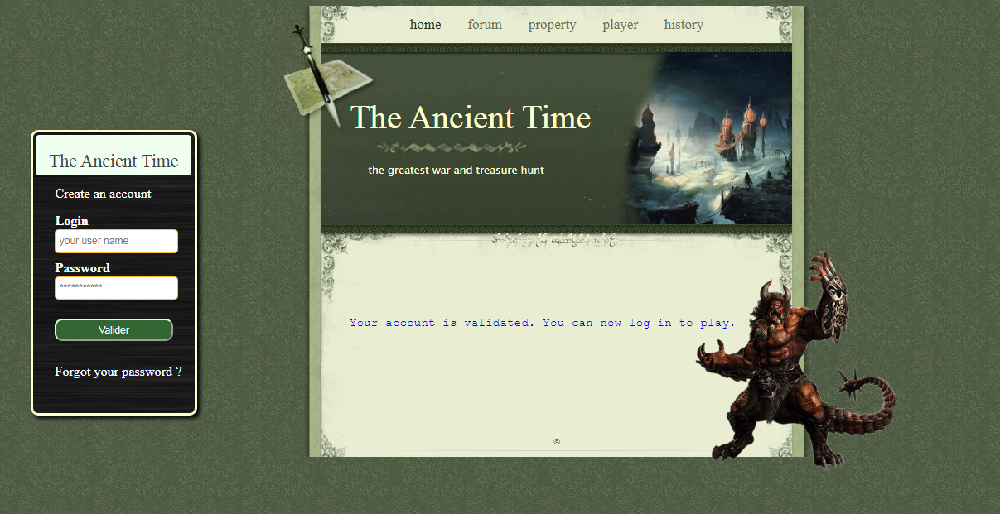 home forum property player history
The Ancient Time
the greatest war and treasure hunt
The Ancient Time
Create an account
Login
your user name
Password
***********
Valider
Forgot your password ?
Your account is validated. You can now log in to play.
©